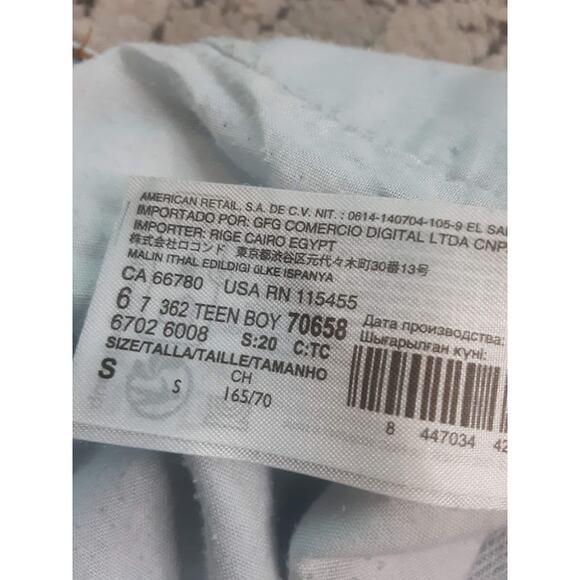 AMERICAN RETAIL, S.A. DE C.V. NIT. : 0614-140704-105-9 EL
IMPORTADO POR: GFG COMERCIO DIGITAL LTDA
IMPORTER: RIGE CAIRO EGYPT
株式会社ロコンド 東京都渋谷区元代々木町30番13号
MALIN ITHAL EDILDIGI üLKE ISPANYA
CA 66780 USA RN 115455
6 7 362 TEEN BOY 70658
6702 6008 S:20 C:TC
Дата производства:
Шығарылған күні:
SIZE/TALLA/TAILLE/TAMANHO
S S CH 165/70
8 447034 42